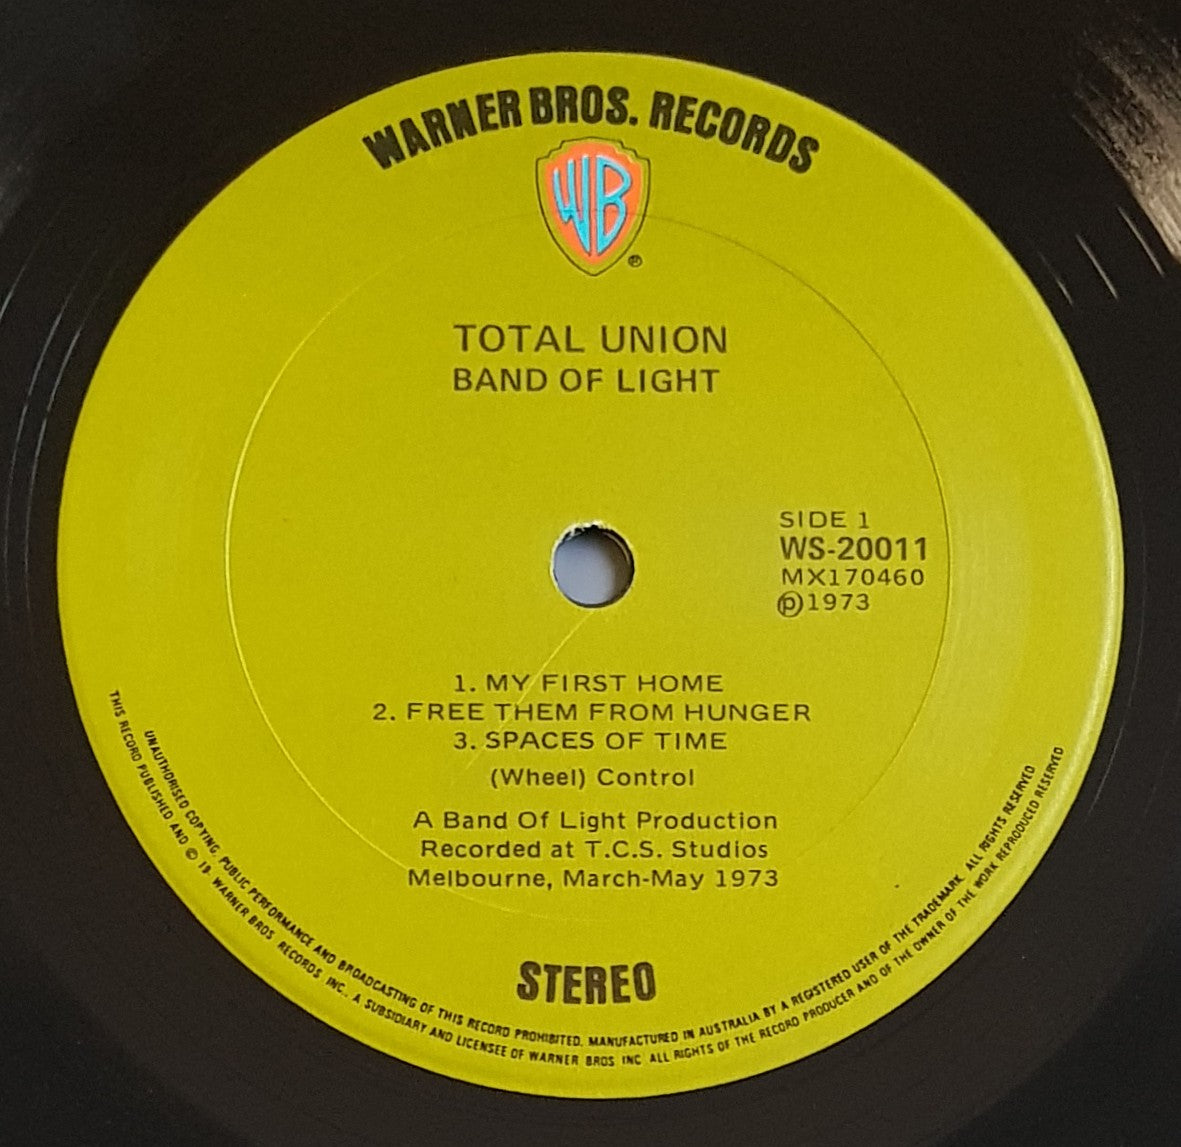 WARNER BROS. RECORDS
WB
®
TOTAL UNION
BAND OF LIGHT
SIDE 1
WS-20011
MX170460
℗1973
1. MY FIRST HOME
2. FREE THEM FROM HUNGER
3. SPACES OF TIME
(Wheel) Control
A Band Of Light Production
Recorded at T.C.S. Studios
Melbourne, March-May 1973
STEREO
UNAUTHORISED COPYING, PUBLIC PERFORMANCE AND BROADCASTING OF THIS RECORD PROHIBITED. MANUFACTURED IN AUSTRALIA BY A REGISTERED USER OF THE TRADEMARK. ALL RIGHTS RESERVED
THIS RECORD PUBLISHED AND © 19. WARNER BROS. RECORDS, INC., A SUBSIDIARY AND LICENSEE OF WARNER BROS INC ALL RIGHTS OF THE RECORD PRODUCER AND OF THE OWNER OF THE WORK REPRODUCED RESERVED